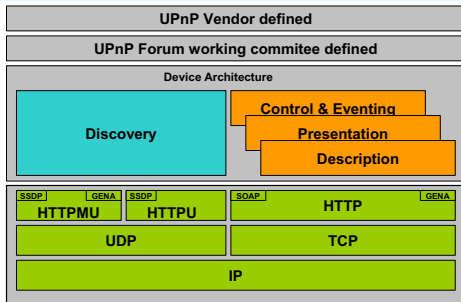 UPnP Vendor defined
UPnP Forum working commitee defined
Device Architecture
Discovery
Control & Eventing
Presentation
Description
SSDP GENA SSDP SOAP GENA
HTTPMU HTTPU HTTP
UDP TCP
IP